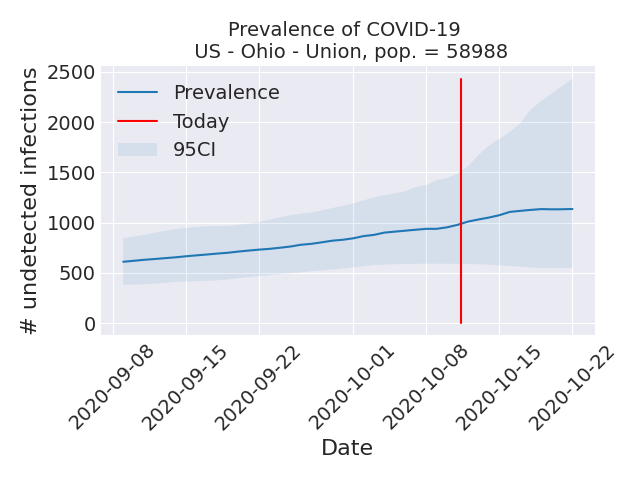 Prevalence of COVID-19
US - Ohio - Union, pop. = 58988
# undetected infections
2500
2000
1500
1000
500
0
Prevalence
Today
95CI
2020-09-08
2020-09-15
2020-09-22
2020-10-01
2020-10-08
2020-10-15
2020-10-22
Date